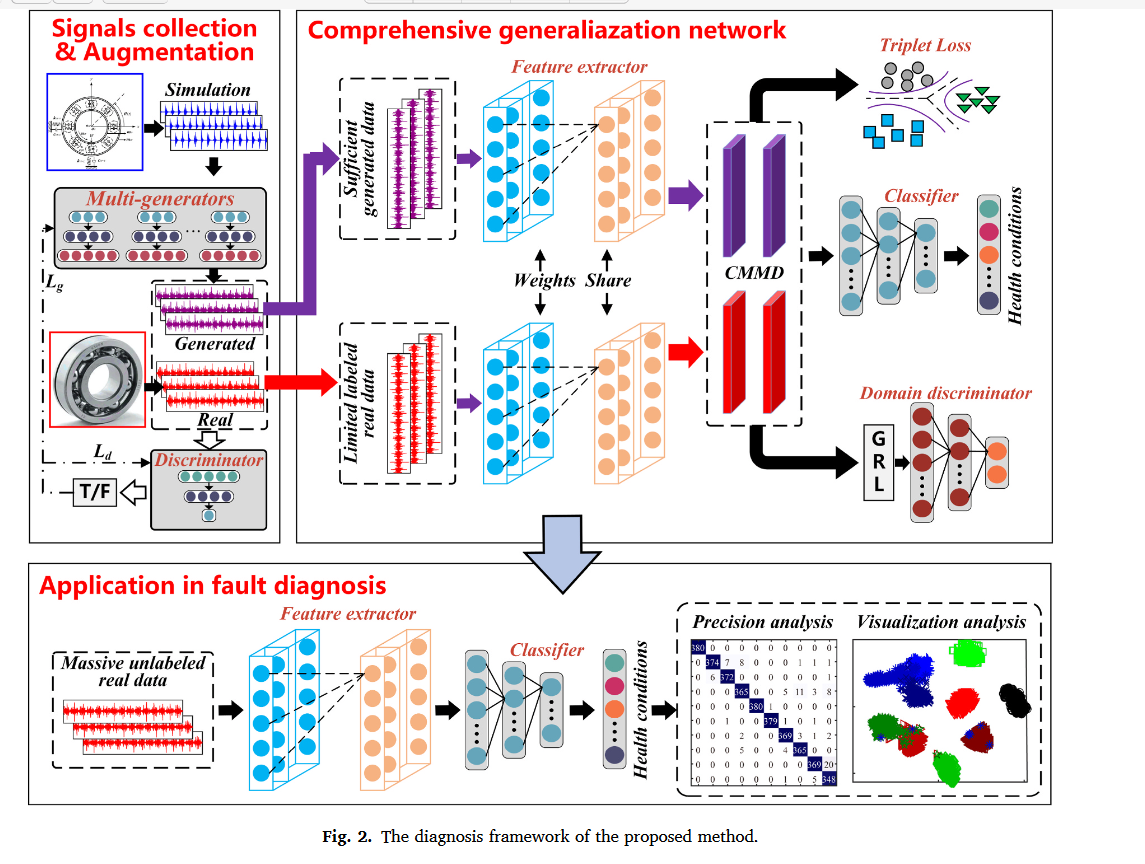 Signals collection
& Augmentation
Simulation
Multi-generators
...
L_g
Generated
Real
L_d
Discriminator
T/F
Comprehensive generaliazation network
Feature extractor
Sufficient
generated data
Weights Share
Limited labeled
real data
CMMD
Triplet Loss
Classifier
Health conditions
Domain discriminator
G
R
L
Application in fault diagnosis
Feature extractor
Massive unlabeled
real data
Classifier
Health conditions
Precision analysis
380 0 0 0 0 0 0 0 0 0
0 374 7 8 0 0 0 1 1 1
0 6 372 0 0 0 0 0 0 0
0 0 0 365 0 0 5 11 3 8
0 0 0 0 380 1 0 0 0 0
0 0 1 0 0 379 1 0 1 0
0 0 0 2 0 0 369 3 1 2
0 0 0 5 0 0 4 365 0 0
0 0 0 0 0 0 1 0 369 20
0 0 0 0 0 0 1 0 5 348
Visualization analysis
Fig. 2. The diagnosis framework of the proposed method.